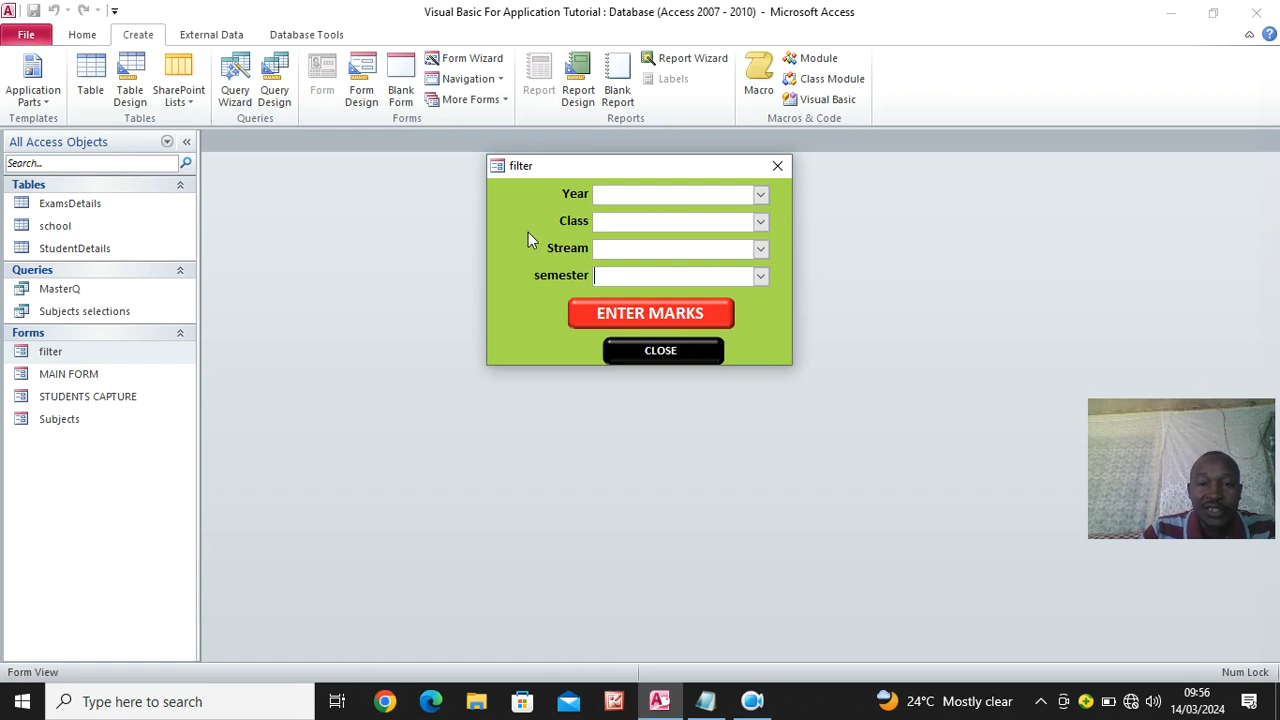 Visual Basic For Application Tutorial : Database (Access 2007 - 2010) - Microsoft Access
File Home Create External Data Database Tools
Application Parts
Table
Table Design
SharePoint Lists
Query Wizard
Query Design
Form
Form Design
Blank Form
Form Wizard
Navigation
More Forms
Report
Report Design
Blank Report
Report Wizard
Labels
Macro
Module
Class Module
Visual Basic
Templates Tables Queries Forms Reports Macros & Code
All Access Objects
Search...
Tables
ExamsDetails
school
StudentDetails
Queries
MasterQ
Subjects selections
Forms
filter
MAIN FORM
STUDENTS CAPTURE
Subjects
filter
Year
Class
Stream
semester
ENTER MARKS
CLOSE
Form View Num Lock
Type here to search
24°C Mostly clear
09:56
14/03/2024